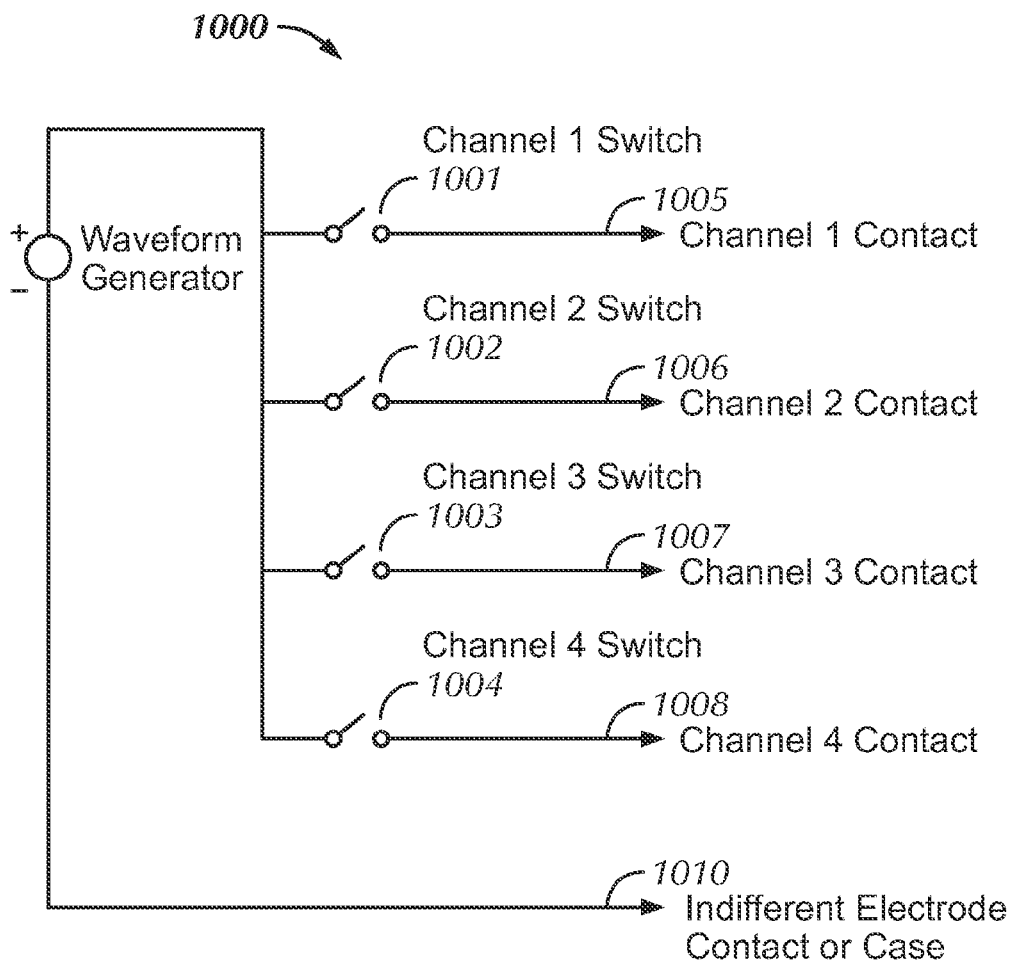 1000
Channel 1 Switch
1001
1005
+
Waveform
Generator
−
Channel 1 Contact
Channel 2 Switch
1002
1006
Channel 2 Contact
Channel 3 Switch
1003
1007
Channel 3 Contact
Channel 4 Switch
1004
1008
Channel 4 Contact
1010
Indifferent Electrode
Contact or Case